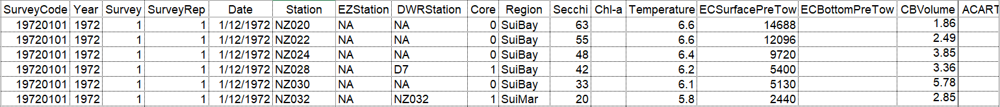 SurveyCode Year Survey SurveyRep Date Station EZStation DWRStation Core Region Secchi Chl-a Temperature ECSurfacePreTow ECBottomPreTow CBVolume ACART
19720101 1972 1 1 1/12/1972 NZ020 NA NA 0 SuiBay 63 6.6 14688 1.86
19720101 1972 1 1 1/12/1972 NZ022 NA NA 0 SuiBay 55 6.6 12096 2.49
19720101 1972 1 1 1/12/1972 NZ024 NA NA 0 SuiBay 48 6.4 9720 3.85
19720101 1972 1 1 1/12/1972 NZ028 NA D7 1 SuiBay 42 6.2 5400 3.36
19720101 1972 1 1 1/12/1972 NZ030 NA NA 0 SuiBay 33 6.1 5130 5.78
19720101 1972 1 1 1/12/1972 NZ032 NA NZ032 1 SuiMar 20 5.8 2440 2.85